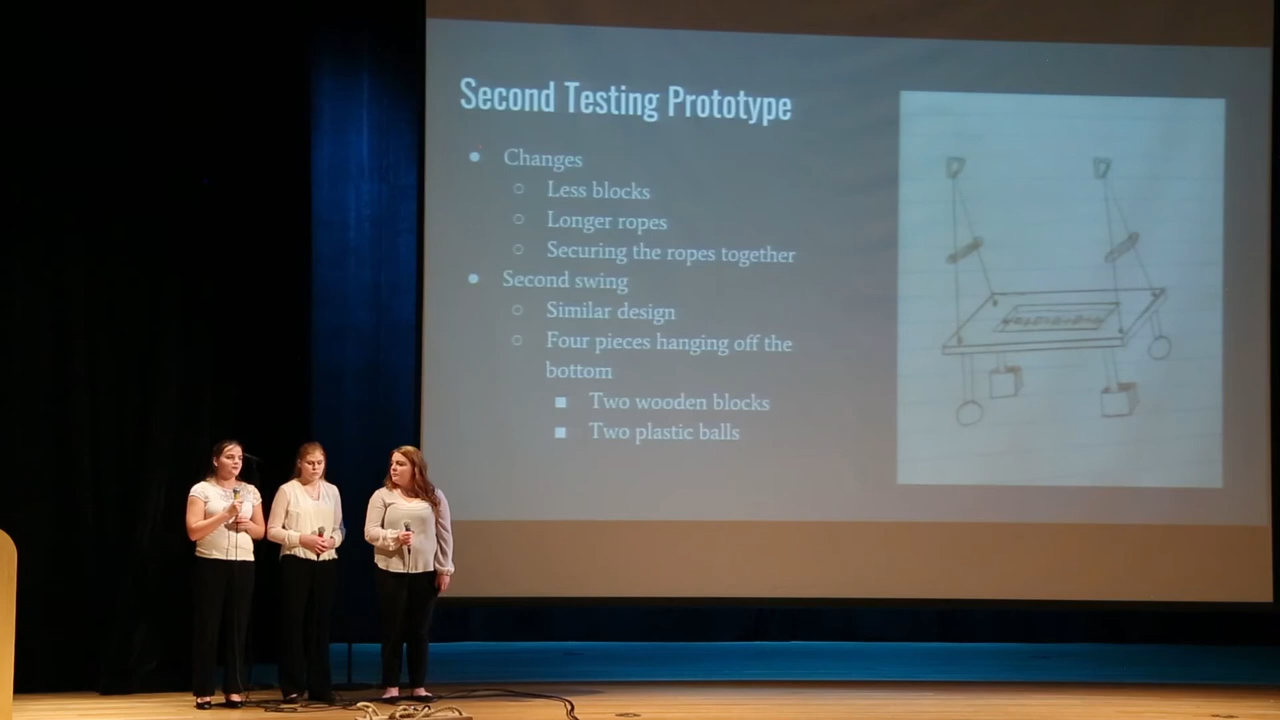 Second Testing Prototype
● Changes
○ Less blocks
○ Longer ropes
○ Securing the ropes together
● Second swing
○ Similar design
○ Four pieces hanging off the
bottom
■ Two wooden blocks
■ Two plastic balls